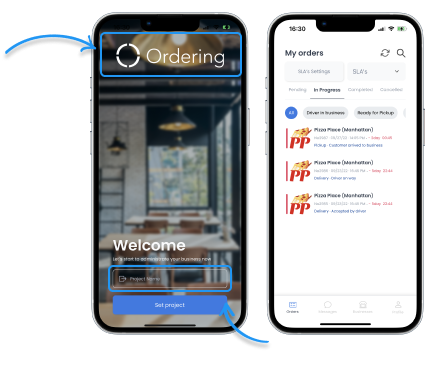 Ordering
Welcome
Let's start to administrate your business now
Project Name
Set project
16:30
My orders
SLA's Settings
SLA's
Pending
In Progress
Completed
Cancelled
All
Driver in business
Ready for Pickup
PP
Pizza Place (Manhattan)
Pickup · Customer arrived to business
PP
Pizza Place (Manhattan)
Delivery · Driver on way
PP
Pizza Place (Manhattan)
Delivery · Accepted by driver
Orders
Messages
Profile